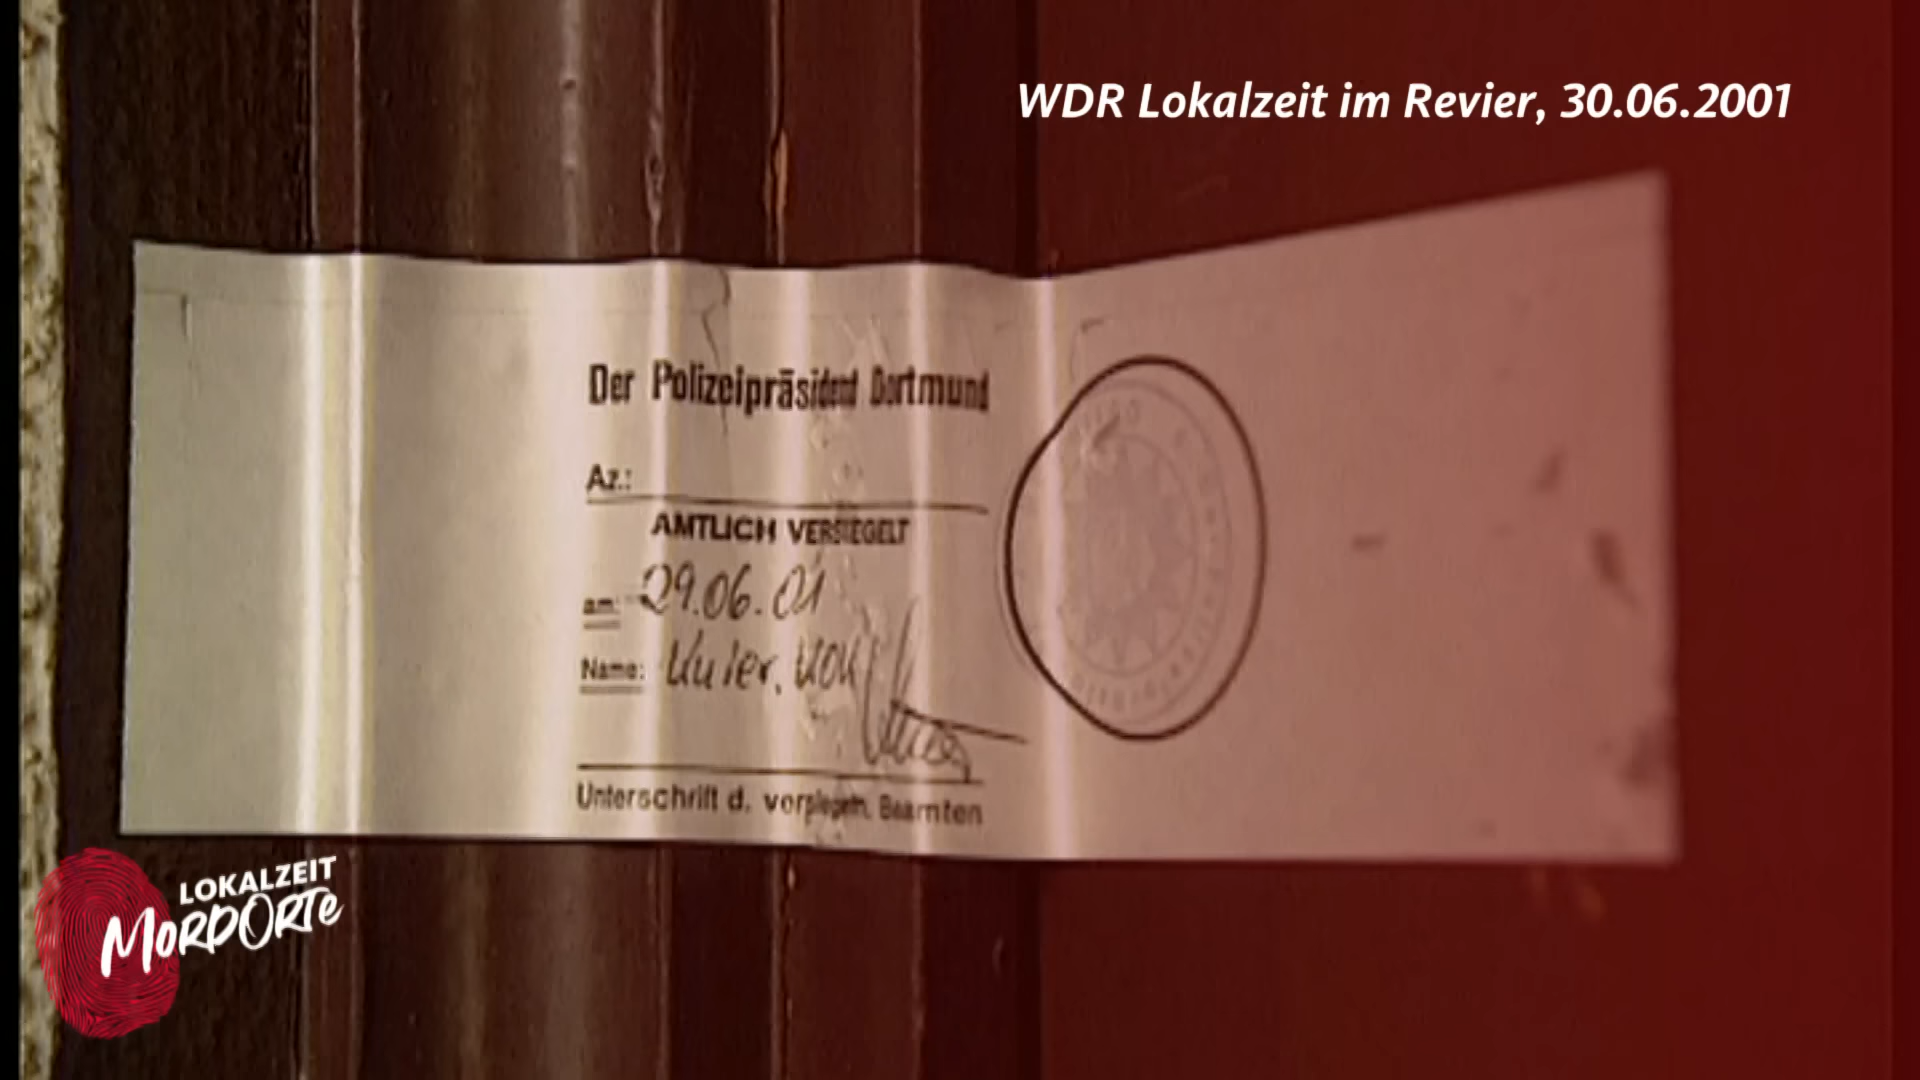 WDR Lokalzeit im Revier, 30.06.2001
Der Polizeipräsident Dortmund
Az.:
AMTLICH VERSIEGELT
am: 29.06.01
Name:
Unterschrift d. versiegeln. Beamten
LOKALZEIT
MORDORTE